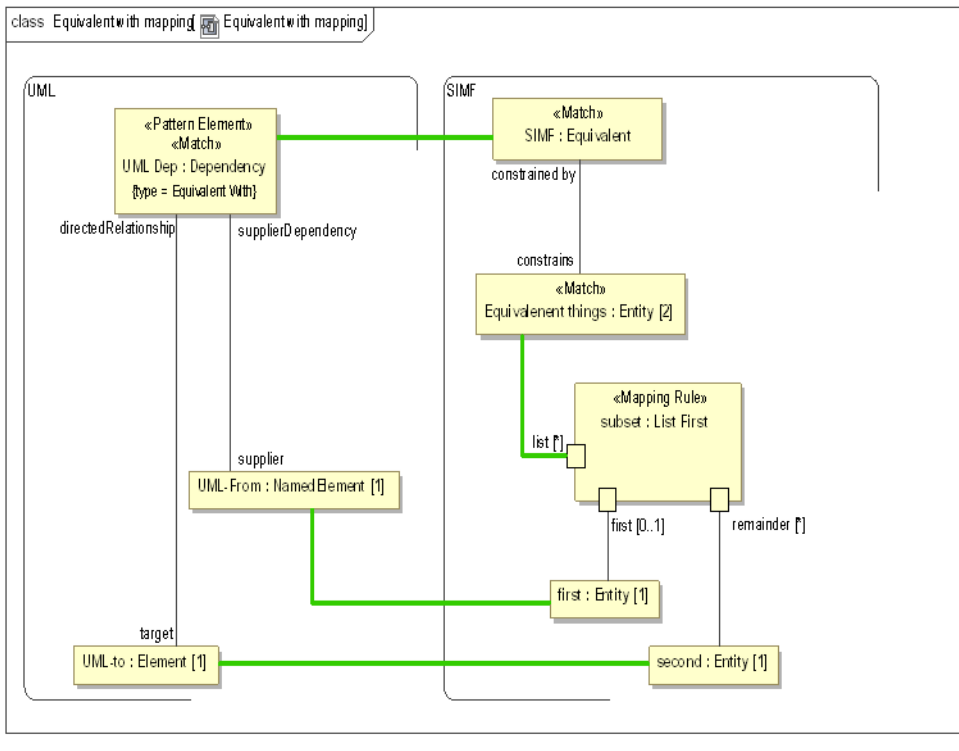 class Equivalent with mapping[ Equivalent with mapping]
UML
SIMF
«Pattern Element»
«Match»
UML Dep : Dependency
{type = Equivalent With}
«Match»
SIMF : Equivalent
constrained by
directedRelationship
supplierDependency
constrains
«Match»
Equivalenent things : Entity [2]
«Mapping Rule»
subset : List First
list [*]
supplier
UML-From : NamedElement [1]
first [0..1]
remainder [*]
first : Entity [1]
target
UML-to : Element [1]
second : Entity [1]